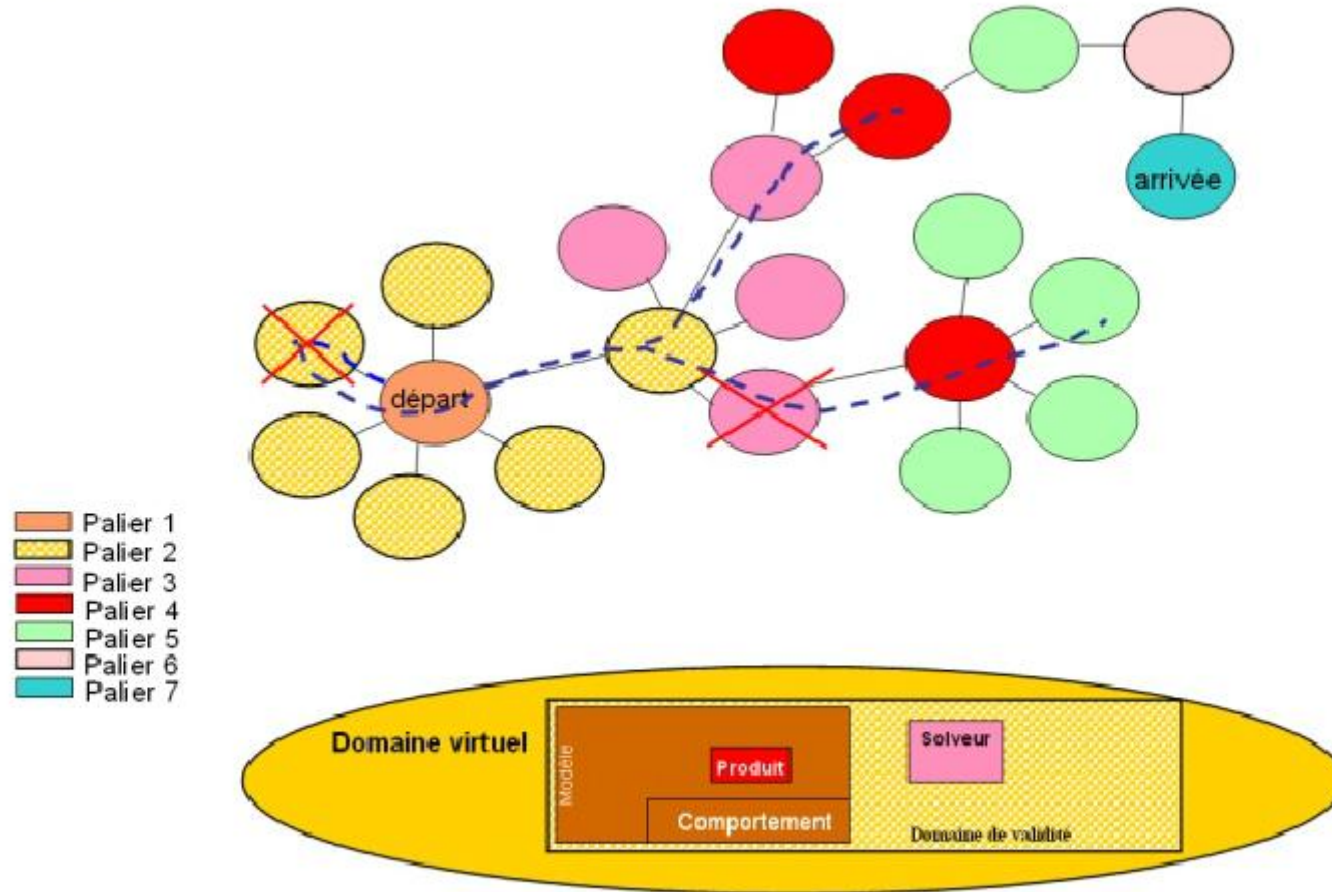 arrivée
départ
Palier 1
Palier 2
Palier 3
Palier 4
Palier 5
Palier 6
Palier 7
Domaine virtuel
Modèle
Produit
Solveur
Comportement
Domaine de validité